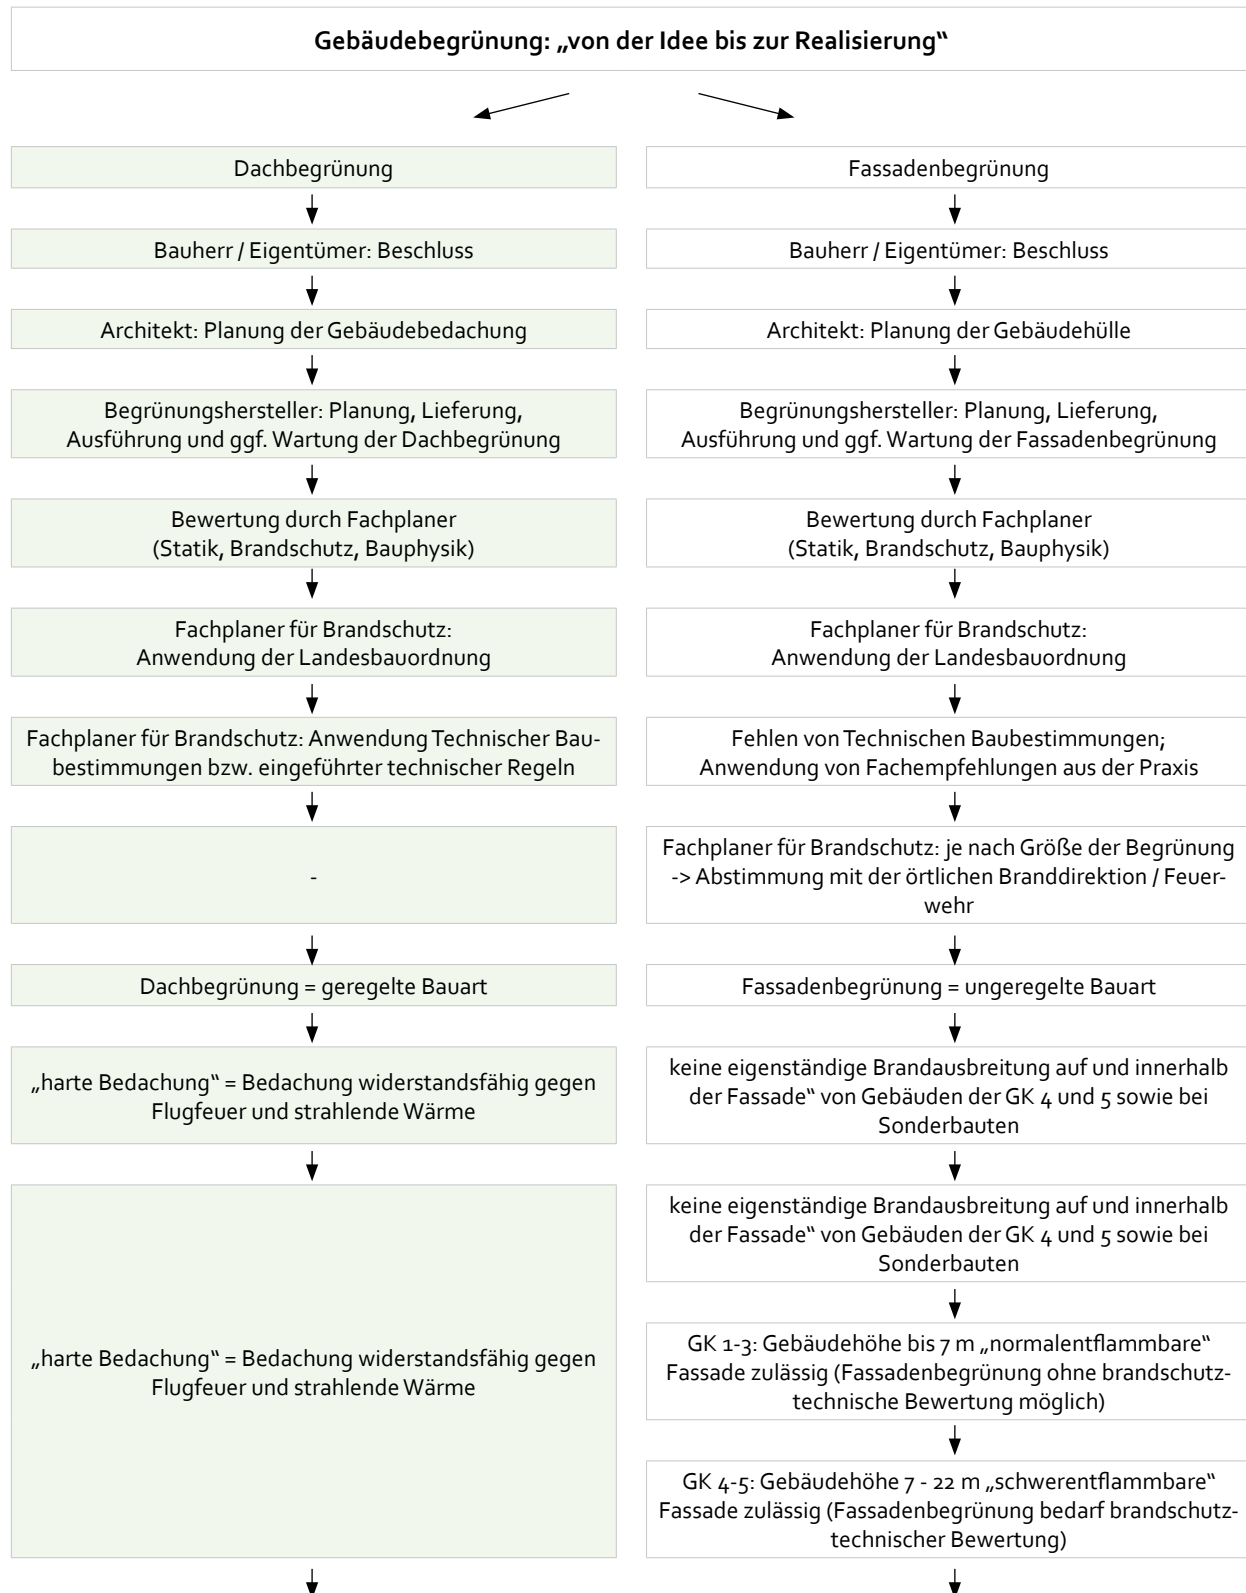 Gebäudebegrünung: „von der Idee bis zur Realisierung“
Dachbegrünung
Bauherr / Eigentümer: Beschluss
Architekt: Planung der Gebäudebedachung
Begrünungshersteller: Planung, Lieferung,
Ausführung und ggf. Wartung der Dachbegrünung
Bewertung durch Fachplaner
(Statik, Brandschutz, Bauphysik)
Fachplaner für Brandschutz:
Anwendung der Landesbauordnung
Fachplaner für Brandschutz: Anwendung Technischer Bau-
bestimmungen bzw. eingeführter technischer Regeln
-
Dachbegrünung = geregelte Bauart
„harte Bedachung“ = Bedachung widerstandsfähig gegen
Flugfeuer und strahlende Wärme
„harte Bedachung“ = Bedachung widerstandsfähig gegen
Flugfeuer und strahlende Wärme
Fassadenbegrünung
Bauherr / Eigentümer: Beschluss
Architekt: Planung der Gebäudehülle
Begrünungshersteller: Planung, Lieferung,
Ausführung und ggf. Wartung der Fassadenbegrünung
Bewertung durch Fachplaner
(Statik, Brandschutz, Bauphysik)
Fachplaner für Brandschutz:
Anwendung der Landesbauordnung
Fehlen von Technischen Baubestimmungen;
Anwendung von Fachempfehlungen aus der Praxis
Fachplaner für Brandschutz: je nach Größe der Begrünung
-> Abstimmung mit der örtlichen Branddirektion / Feuer-
wehr
Fassadenbegrünung = ungeregelte Bauart
keine eigenständige Brandausbreitung auf und innerhalb
der Fassade“ von Gebäuden der GK 4 und 5 sowie bei
Sonderbauten
keine eigenständige Brandausbreitung auf und innerhalb
der Fassade“ von Gebäuden der GK 4 und 5 sowie bei
Sonderbauten
GK 1-3: Gebäudehöhe bis 7 m „normalentflammbare“
Fassade zulässig (Fassadenbegrünung ohne brandschutz-
technische Bewertung möglich)
GK 4-5: Gebäudehöhe 7 - 22 m „schwerentflammbare“
Fassade zulässig (Fassadenbegrünung bedarf brandschutz-
technischer Bewertung)